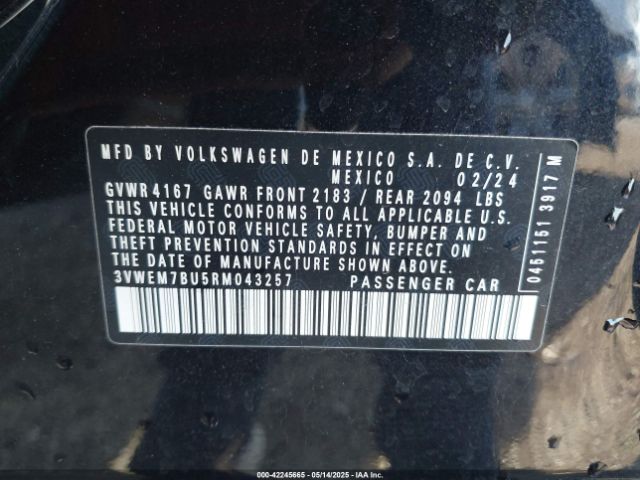 MFD BY VOLKSWAGEN DE MEXICO S.A. DE C.V.
MEXICO 02/24
GVWR 4167 GAWR FRONT 2183 / REAR 2094 LBS
THIS VEHICLE CONFORMS TO ALL APPLICABLE U.S.
FEDERAL MOTOR VEHICLE SAFETY, BUMPER AND
THEFT PREVENTION STANDARDS IN EFFECT ON
THE DATE OF MANUFACTURE SHOWN ABOVE
3VWEM7BU5RM043257 PASSENGER CAR
0451151 3917 M
000-42245665 - 05/14/2025 - IAA Inc.